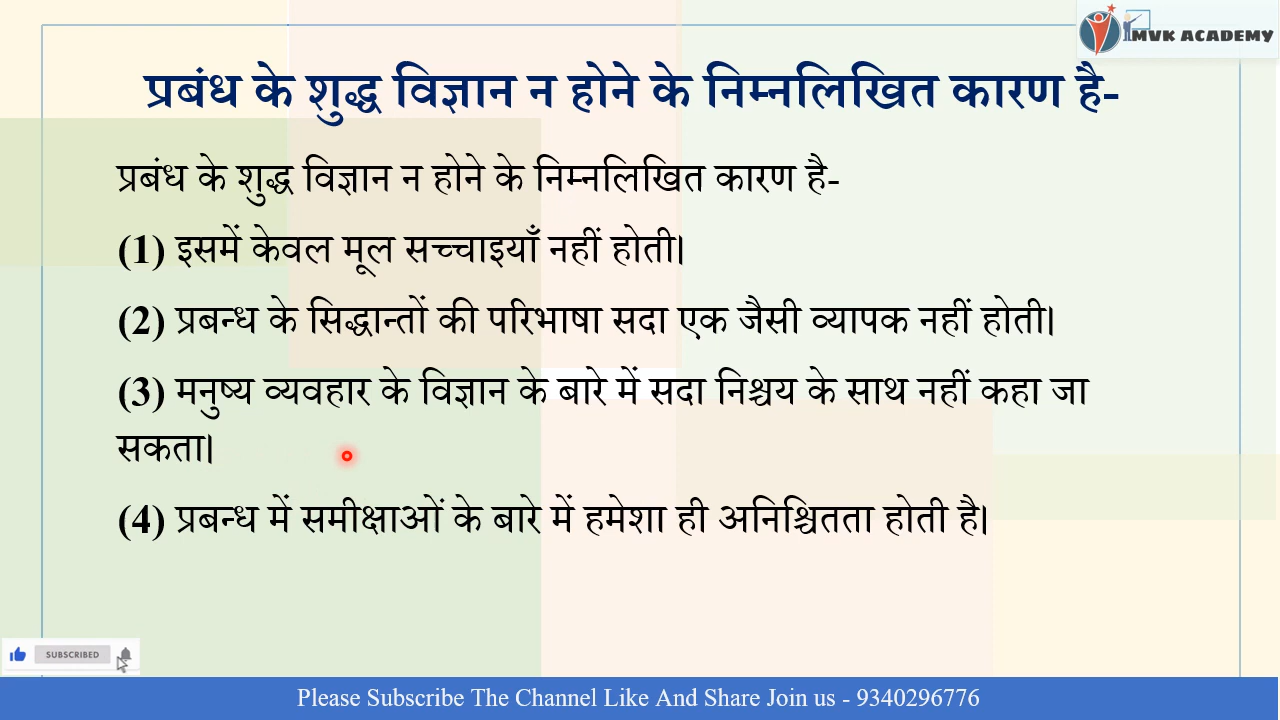 MVK ACADEMY
प्रबंध के शुद्ध विज्ञान न होने के निम्नलिखित कारण है-
प्रबंध के शुद्ध विज्ञान न होने के निम्नलिखित कारण है-
(1) इसमें केवल मूल सच्चाइयाँ नहीं होती।
(2) प्रबन्ध के सिद्धान्तों की परिभाषा सदा एक जैसी व्यापक नहीं होती।
(3) मनुष्य व्यवहार के विज्ञान के बारे में सदा निश्चय के साथ नहीं कहा जा
सकता।
(4) प्रबन्ध में समीक्षाओं के बारे में हमेशा ही अनिश्चितता होती है।
SUBSCRIBED
Please Subscribe The Channel Like And Share Join us - 9340296776